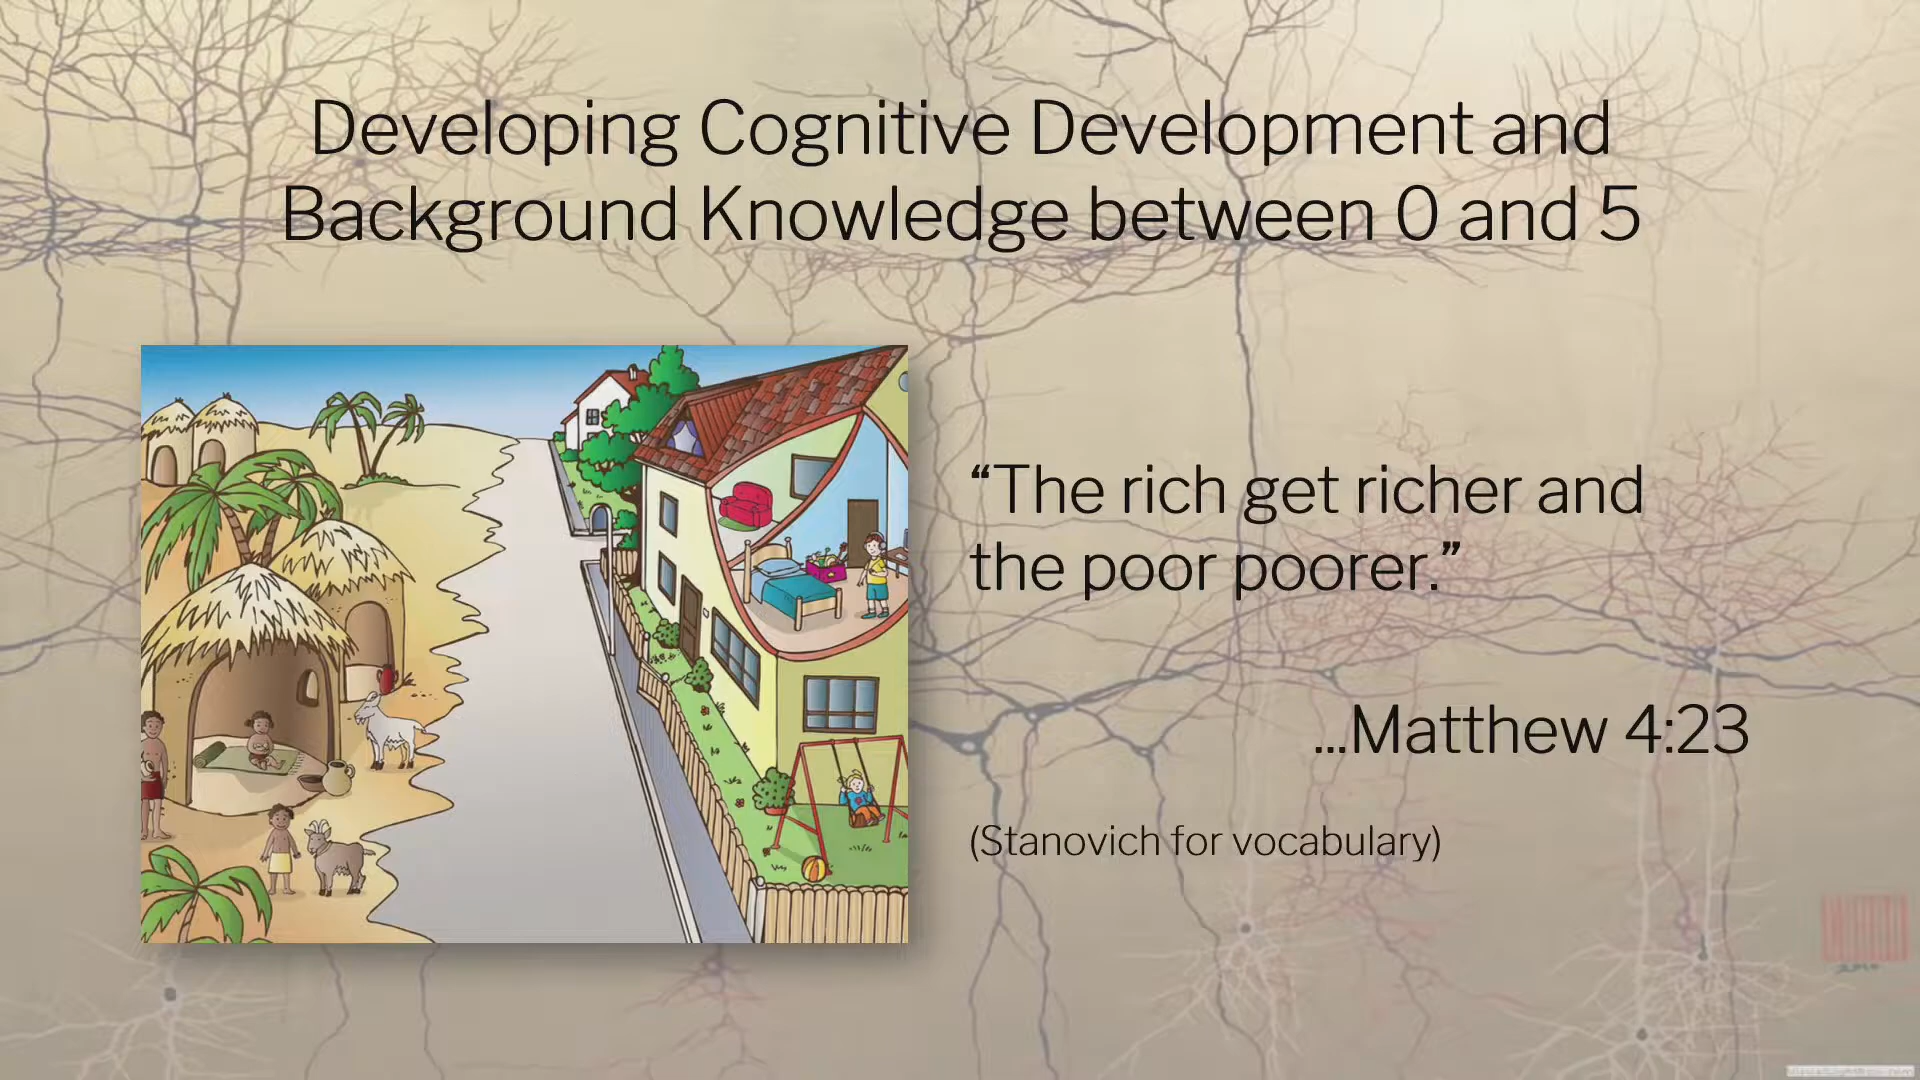 Developing Cognitive Development and
Background Knowledge between 0 and 5
“The rich get richer and
the poor poorer.”
...Matthew 4:23
(Stanovich for vocabulary)